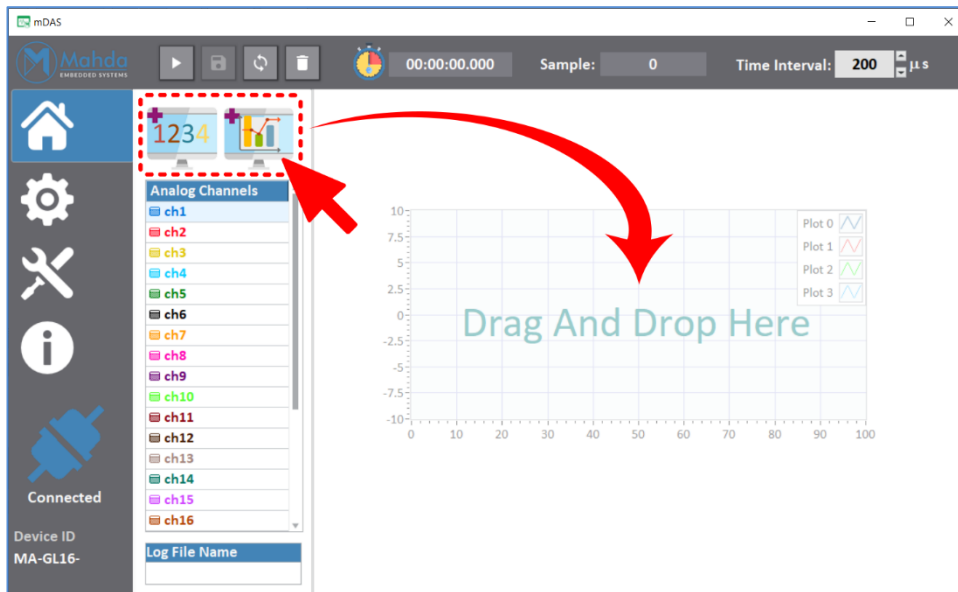 mDAS
Mahda
EMBEDDED SYSTEMS
00:00:00.000
Sample:
0
Time Interval:
200
µs
1234
Analog Channels
ch1
ch2
ch3
ch4
ch5
ch6
ch7
ch8
ch9
ch10
ch11
ch12
ch13
ch14
ch15
ch16
Log File Name
Connected
Device ID
MA-GL16-
Plot 0
Plot 1
Plot 2
Plot 3
Drag And Drop Here
10
7.5
5
2.5
0
-2.5
-5
-7.5
-10
0 10 20 30 40 50 60 70 80 90 100